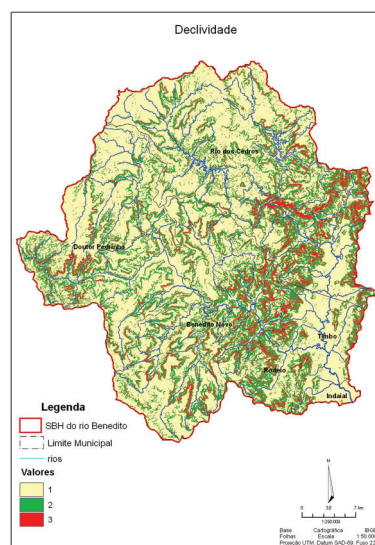 Declividade
Rio dos Cedros
Doutor Pedrinho
Benedito Novo
Timbo
Rodeio
Indaial
Legenda
SBH do rio Benedito
Limite Municipal
rios
Valores
1
2
3
N
0 3.5 7 km
Base Cartográfica IBGE
Folhas Escala 1:50.000
Projeção UTM, Datum SAD-69, Fuso 22